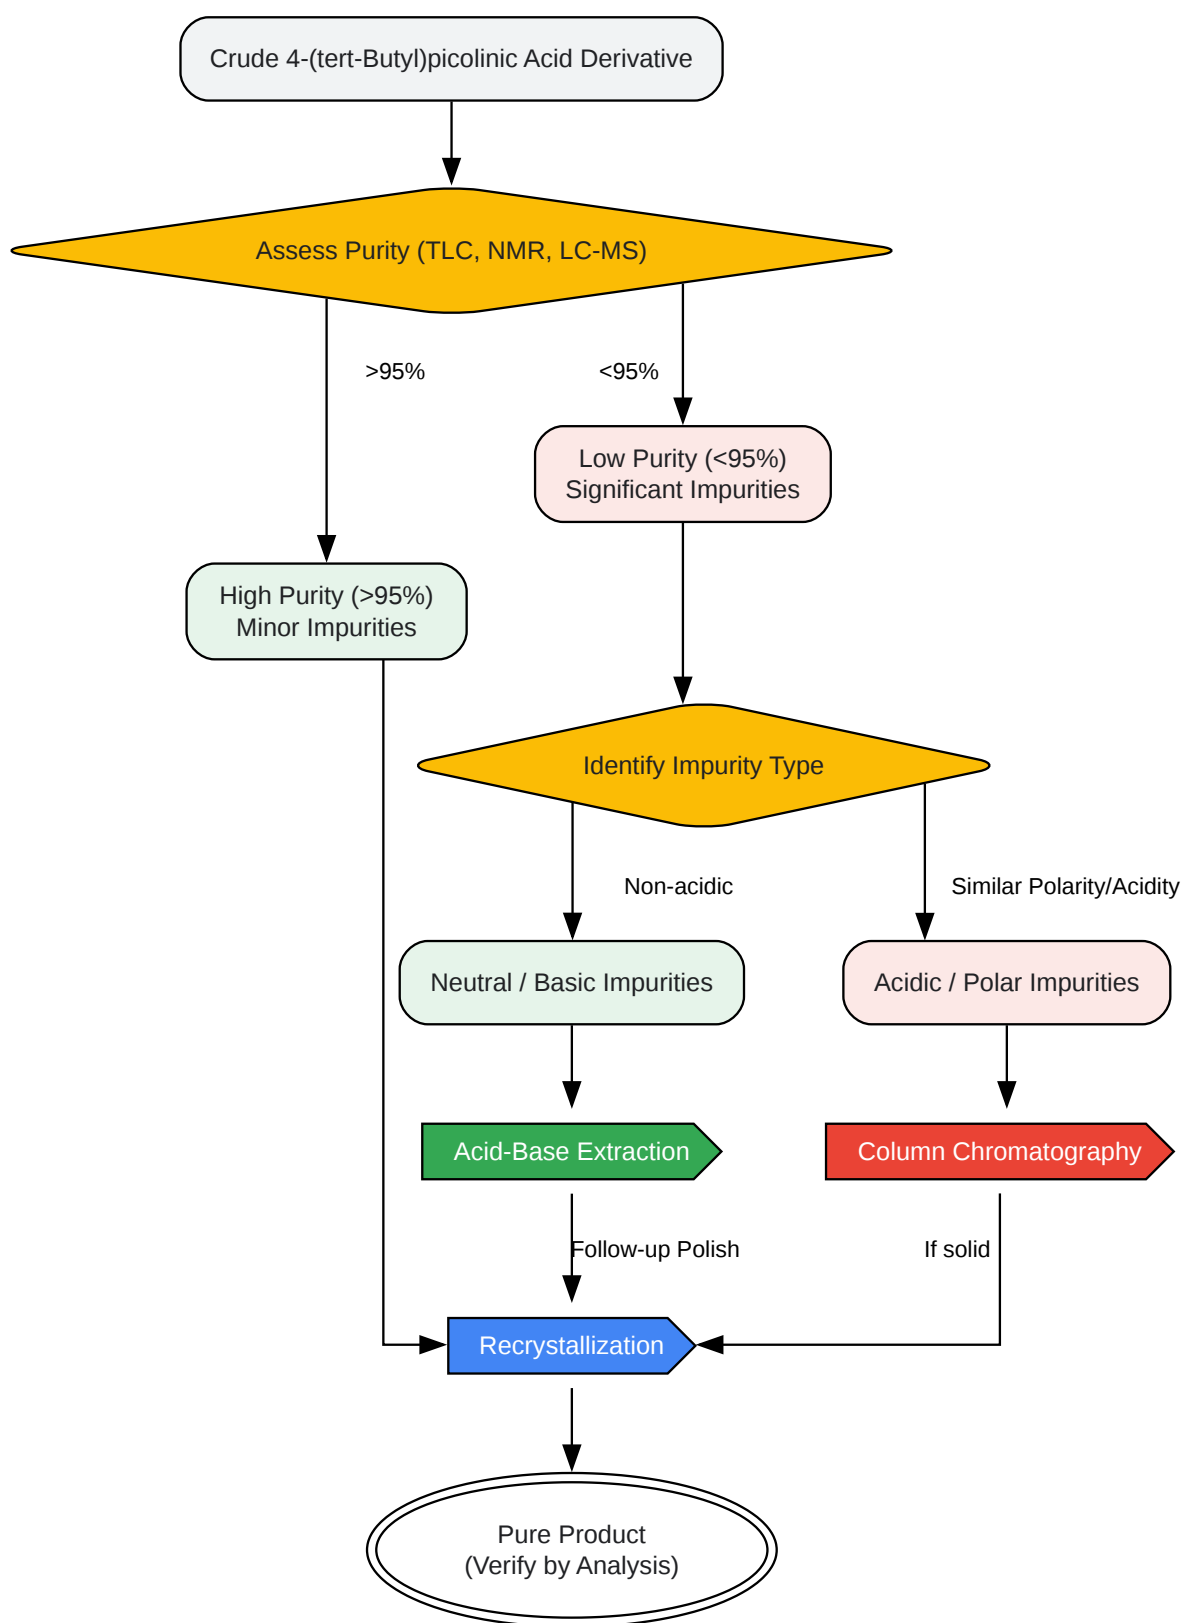 Crude 4-(tert-Butyl)picolinic Acid Derivative
Assess Purity (TLC, NMR, LC-MS)
>95%
<95%
Low Purity (<95%)
Significant Impurities
High Purity (>95%)
Minor Impurities
Identify Impurity Type
Non-acidic
Similar Polarity/Acidity
Neutral / Basic Impurities
Acidic / Polar Impurities
Acid-Base Extraction
Column Chromatography
Follow-up Polish
If solid
Recrystallization
Pure Product
(Verify by Analysis)